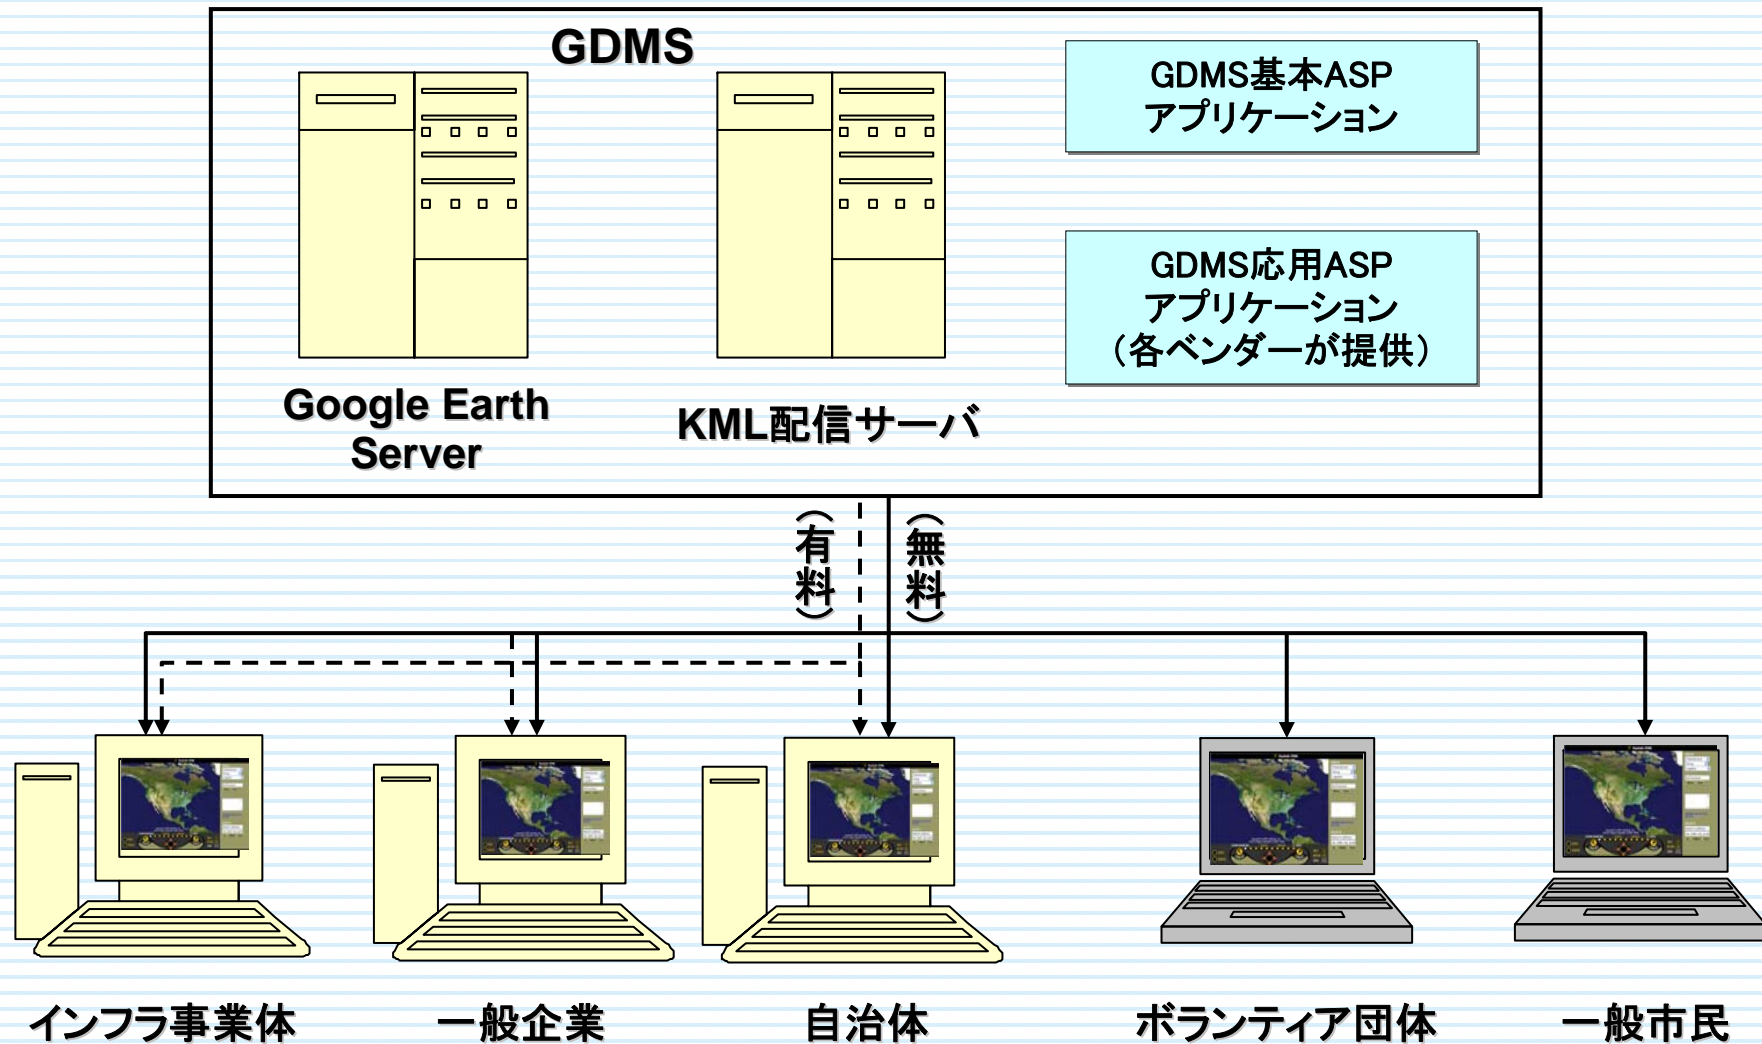 GDMS
GDMS基本ASP
アプリケーション
GDMS応用ASP
アプリケーション
（各ベンダーが提供）
Google Earth
Server
KML配信サーバ
（有料）
（無料）
インフラ事業体
一般企業
自治体
ボランティア団体
一般市民